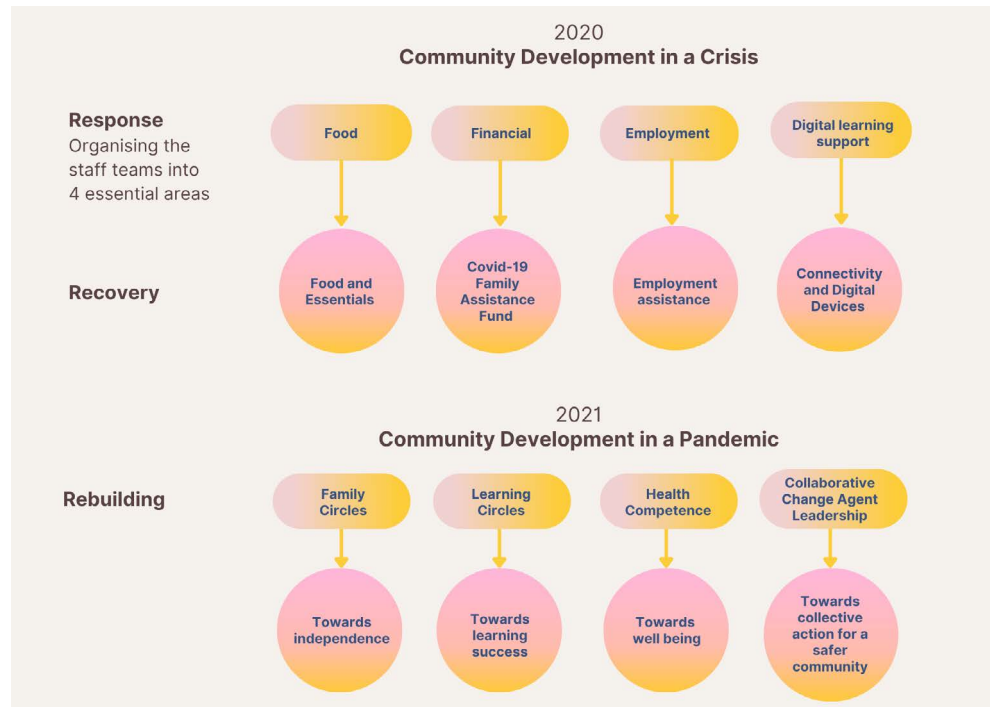 2020
Community Development in a Crisis
Response
Organising the
staff teams into
4 essential areas
Food
Financial
Employment
Digital learning
support
Recovery
Food and
Essentials
Covid-19
Family
Assistance
Fund
Employment
assistance
Connectivity
and Digital
Devices
2021
Community Development in a Pandemic
Rebuilding
Family
Circles
Learning
Circles
Health
Competence
Collaborative
Change Agent
Leadership
Towards
independence
Towards
learning
success
Towards
well being
Towards
collective
action for a
safer
community